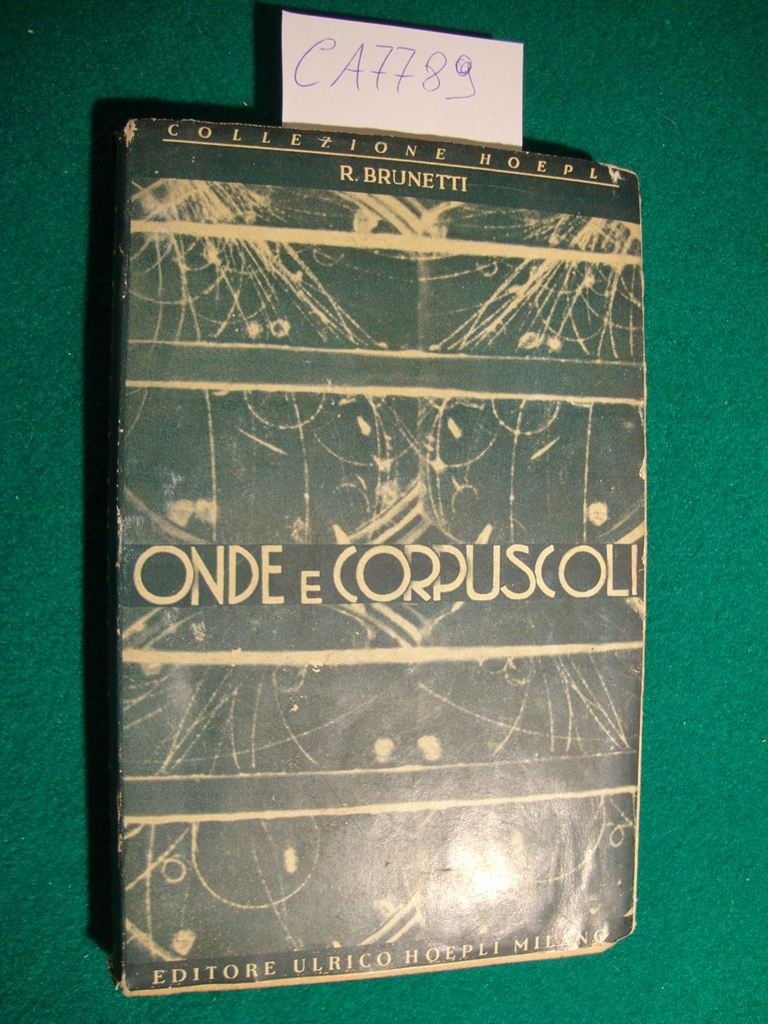 CA7789
COLLEZIONE HOEPLI
R. BRUNETTI
ONDE E CORPUSCOLI
EDITORE ULRICO HOEPLI MILANO